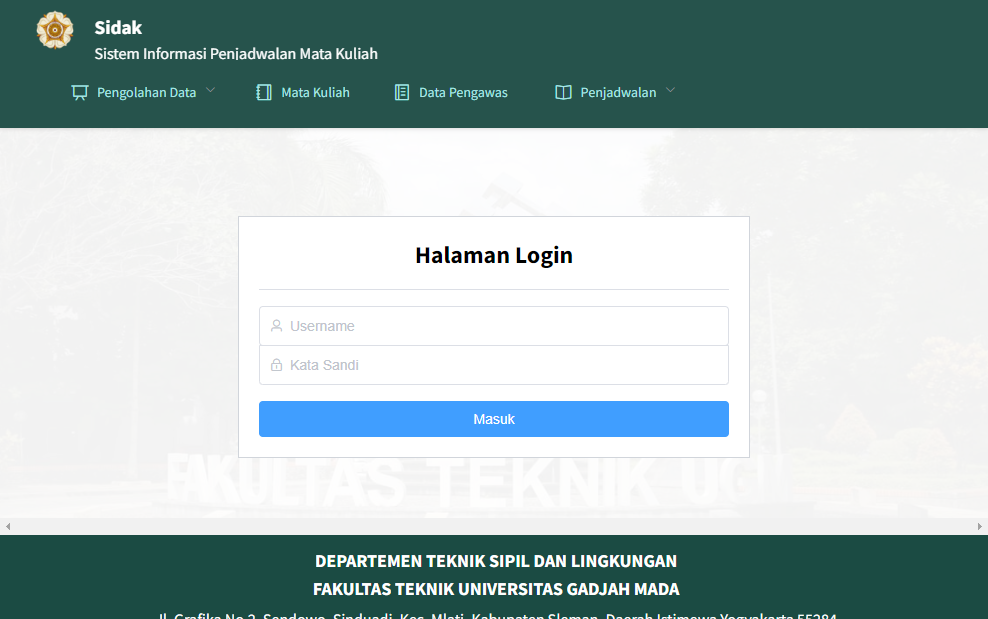 Sidak
Sistem Informasi Penjadwalan Mata Kuliah
Pengolahan Data
Mata Kuliah
Data Pengawas
Penjadwalan
Halaman Login
Username
Kata Sandi
Masuk
FAKULTAS TEKNIK UG
DEPARTEMEN TEKNIK SIPIL DAN LINGKUNGAN
FAKULTAS TEKNIK UNIVERSITAS GADJAH MADA
Jl. Grafika No.2, Sendowo, Sinduadi, Kec. Mlati, Kabupaten Sleman, Daerah Istimewa Yogyakarta 55284